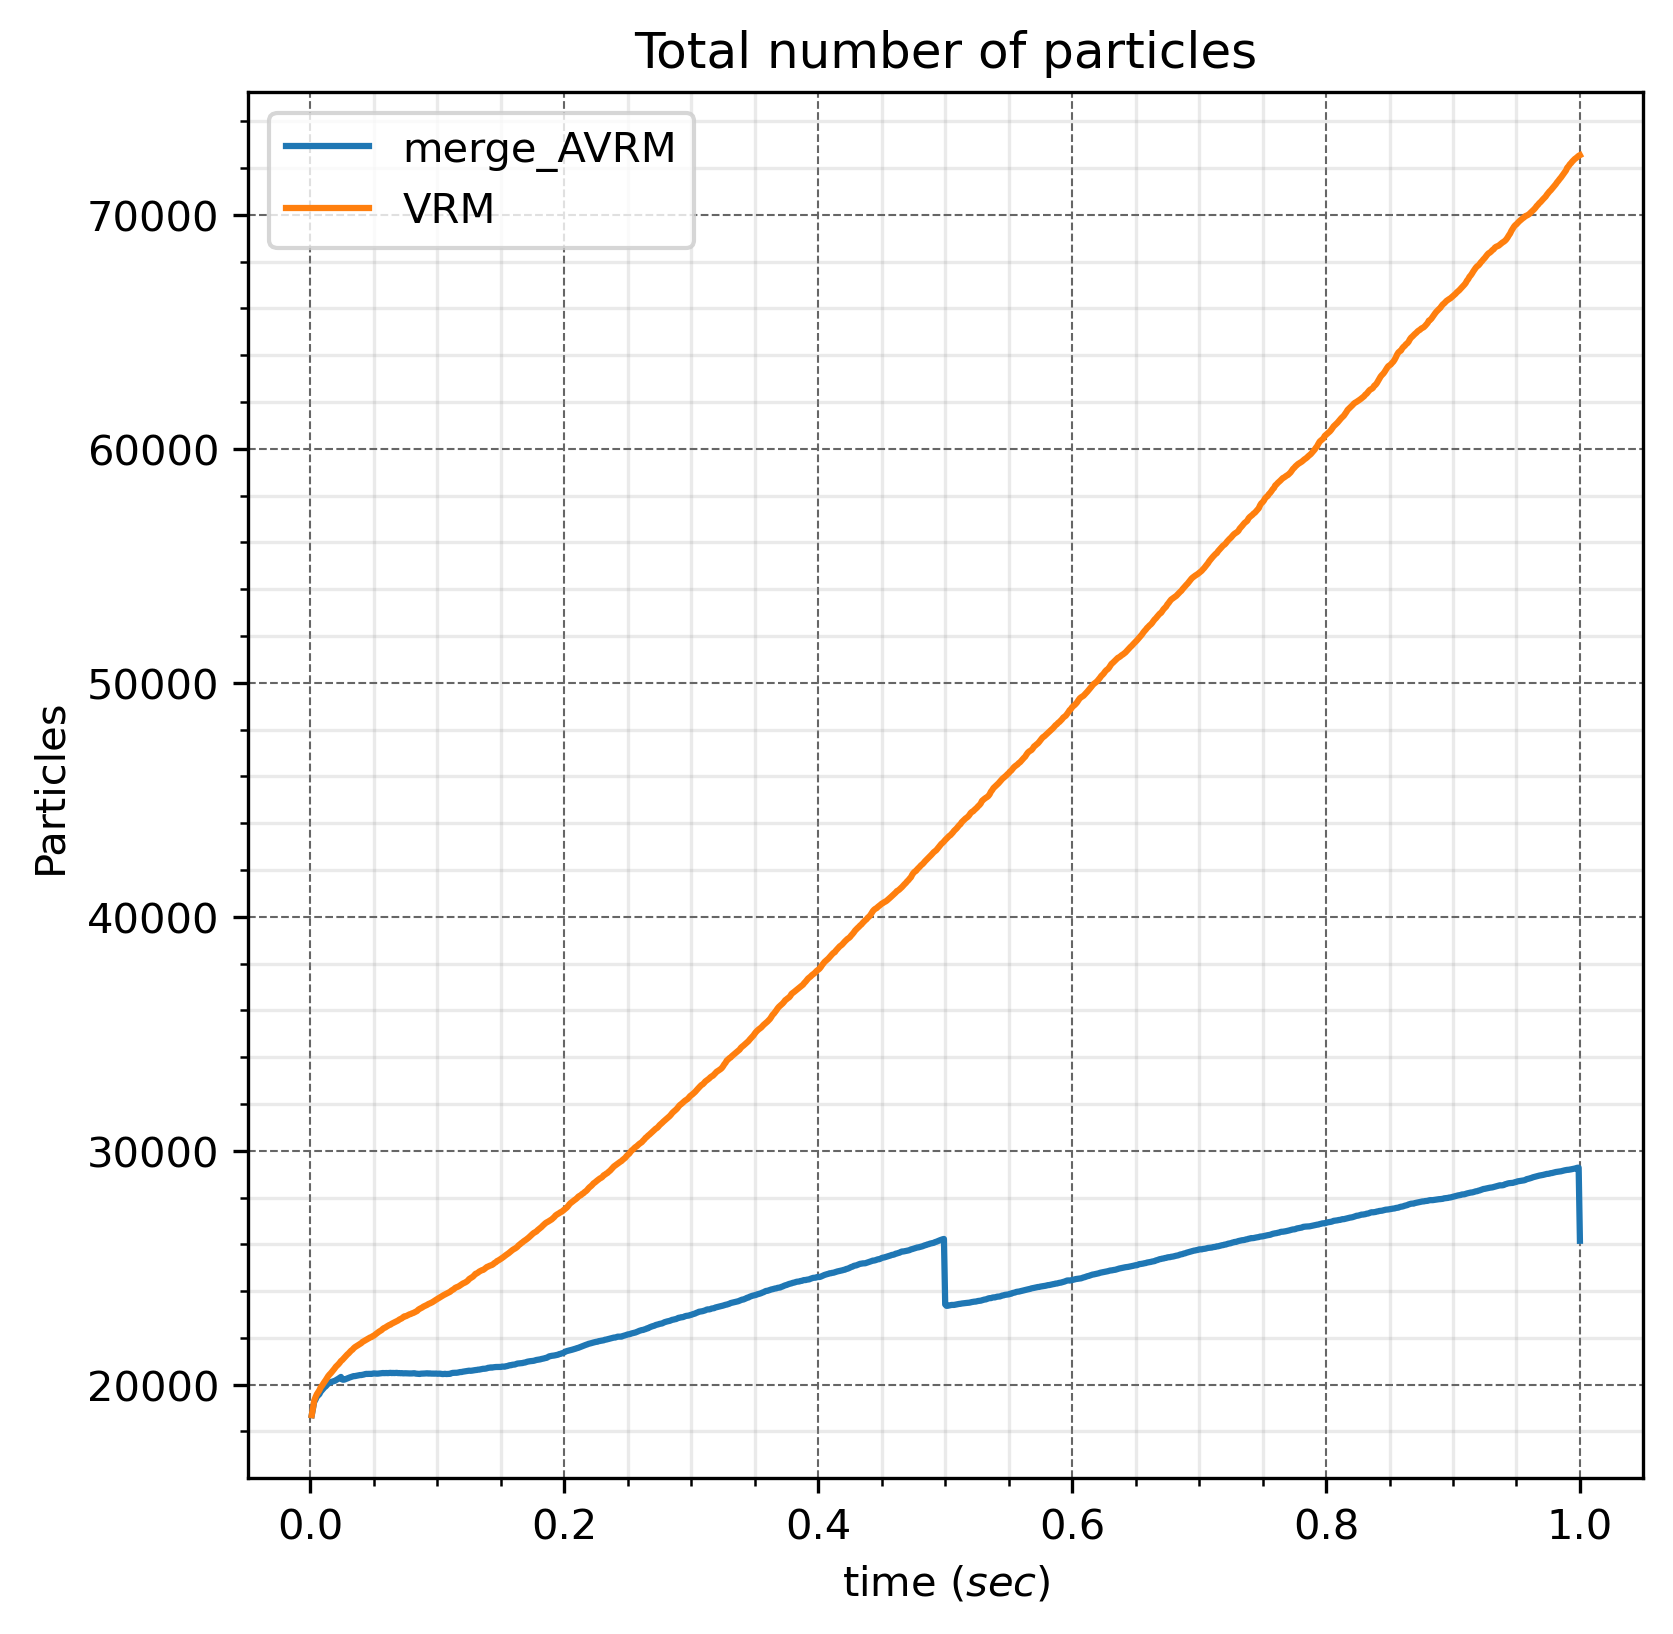 Total number of particles
merge_AVRM
VRM
Particles
70000
60000
50000
40000
30000
20000
0.0 0.2 0.4 0.6 0.8 1.0
time (sec)